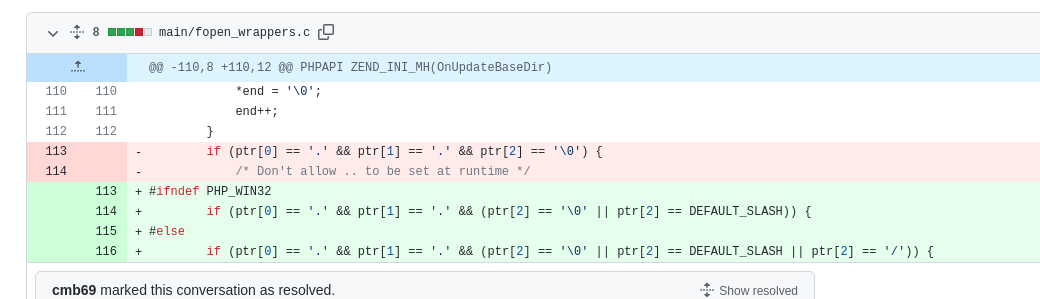 8 main/fopen_wrappers.c
@@ -110,8 +110,12 @@ PHPAPI ZEND_INI_MH(OnUpdateBaseDir)
110 110 *end = '\0';
111 111 end++;
112 112 }
113 - if (ptr[0] == '.' && ptr[1] == '.' && ptr[2] == '\0') {
114 - /* Don't allow .. to be set at runtime */
113 + #ifndef PHP_WIN32
114 + if (ptr[0] == '.' && ptr[1] == '.' && (ptr[2] == '\0' || ptr[2] == DEFAULT_SLASH)) {
115 + #else
116 + if (ptr[0] == '.' && ptr[1] == '.' && (ptr[2] == '\0' || ptr[2] == DEFAULT_SLASH || ptr[2] == '/')) {
cmb69 marked this conversation as resolved. Show resolved